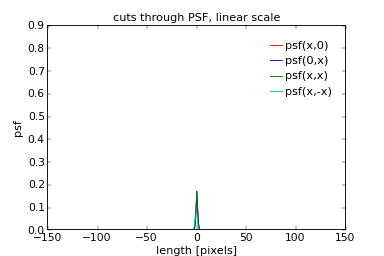 cuts through PSF, linear scale
0.9
0.8
0.7
0.6
0.5
0.4
0.3
0.2
0.1
0.0
psf
psf(x,0)
psf(0,x)
psf(x,x)
psf(x,-x)
−150 −100 −50 0 50 100 150
length [pixels]